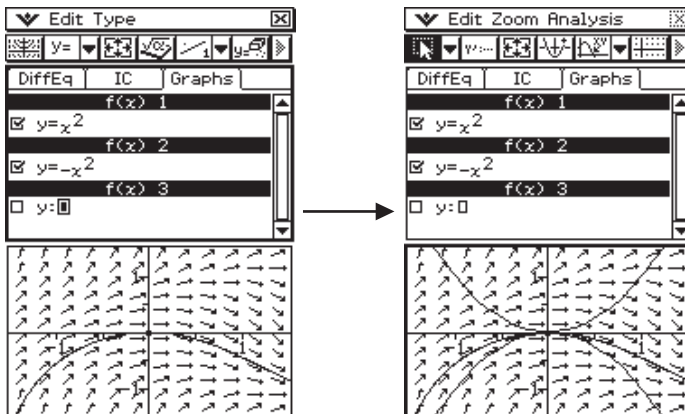 Edit Type
y=
DiffEq IC Graphs
f(x) 1
y=x²
f(x) 2
y=-x²
f(x) 3
y:
Edit Zoom Analysis
DiffEq IC Graphs
f(x) 1
y=x²
f(x) 2
y=-x²
f(x) 3
y: